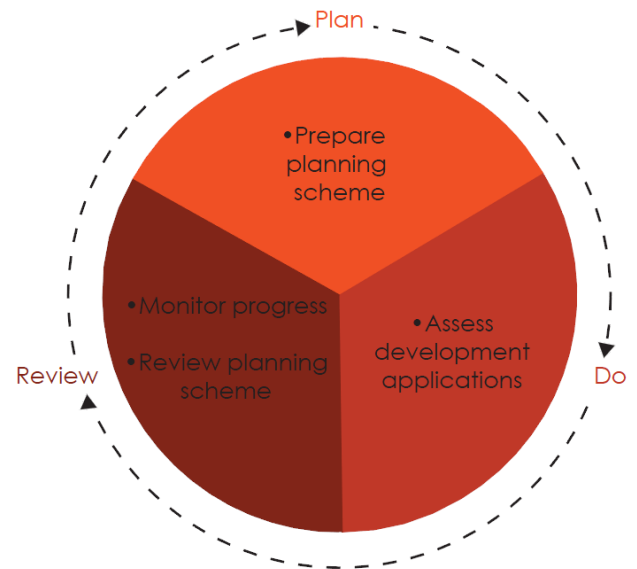 Plan
•Prepare
planning
scheme
•Monitor progress
•Review planning
scheme
•Assess
development
applications
Review
Do